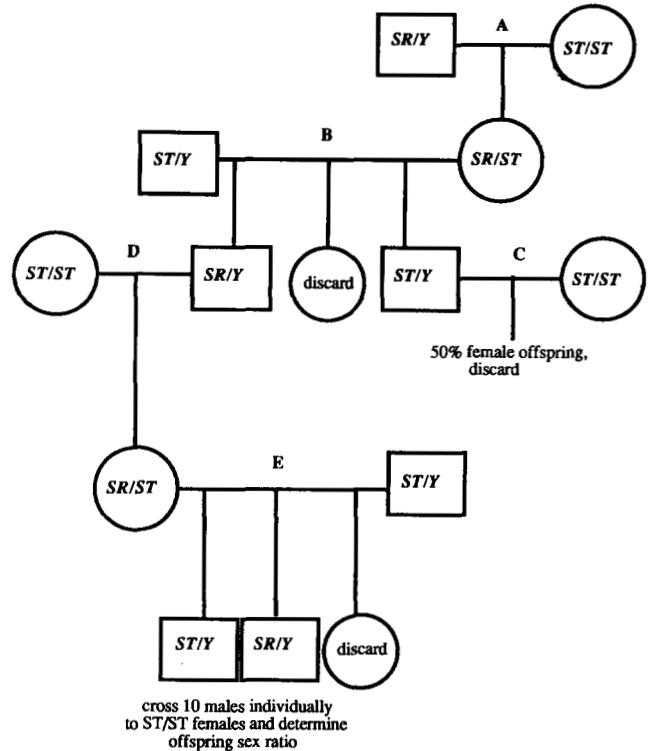 A
SR/Y
ST/ST
B
ST/Y
SR/ST
D
C
ST/ST
SR/Y
discard
ST/Y
ST/ST
50% female offspring,
discard
E
SR/ST
ST/Y
ST/Y
SR/Y
discard
cross 10 males individually
to ST/ST females and determine
offspring sex ratio